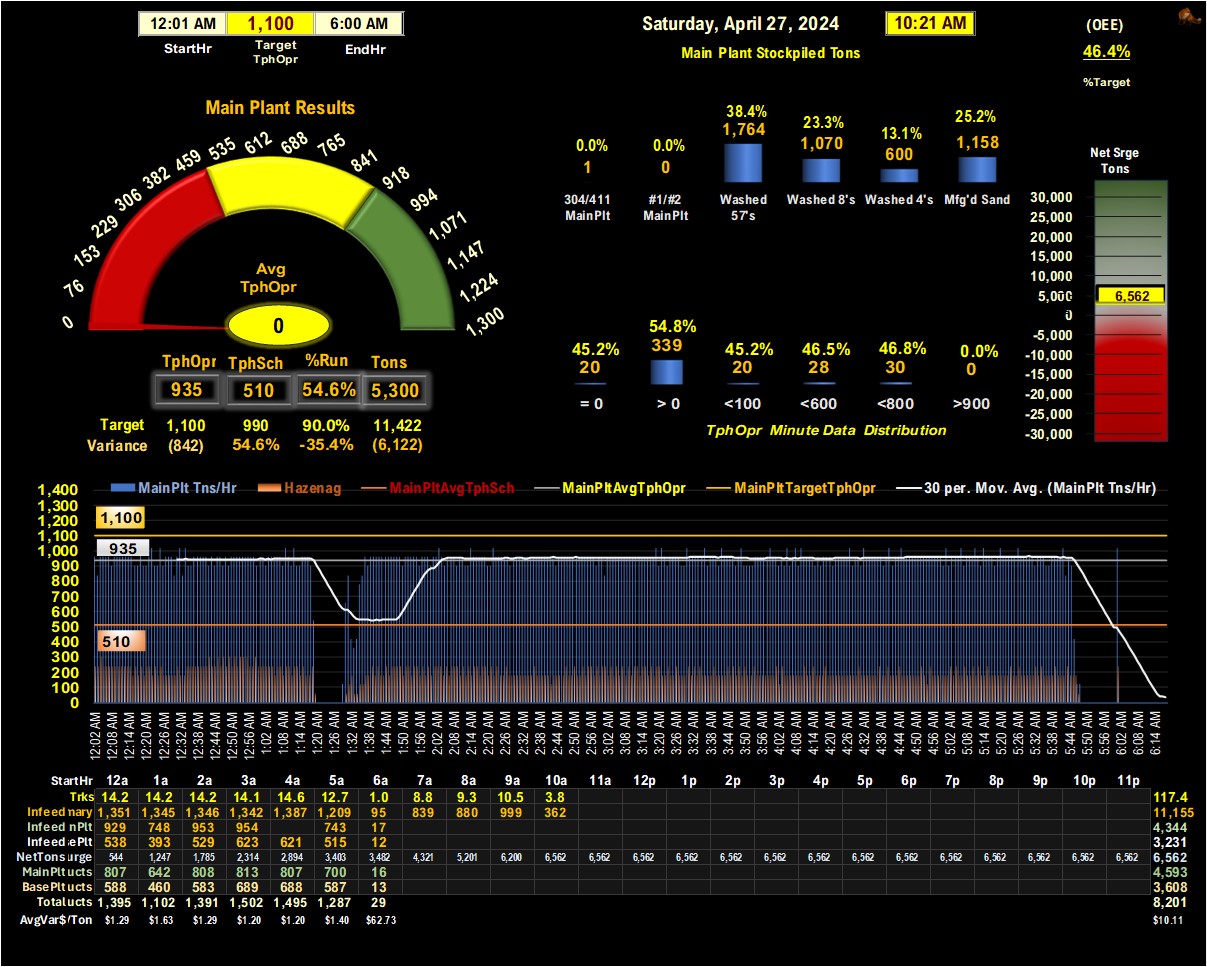 12:01 AM 1,100 6:00 AM
StartHr Target TphOpr EndHr
Saturday, April 27, 2024 10:21 AM
Main Plant Stockpiled Tons
(OEE)
46.4%
%Target
Main Plant Results
0 76 153 229 306 382 459 535 612 688 765 841 918 994 1,071 1,147 1,224 1,300
Avg
TphOpr
0
TphOpr TphSch %Run Tons
935 510 54.6% 5,300
Target 1,100 990 90.0% 11,422
Variance (842) 54.6% -35.4% (6,122)
0.0% 0.0% 38.4% 23.3% 13.1% 25.2%
1 0 1,764 1,070 600 1,158
304/411 MainPlt #1/#2 MainPlt Washed 57's Washed 8's Washed 4's Mfg'd Sand
45.2% 54.8% 45.2% 46.5% 46.8% 0.0%
20 339 20 28 30 0
= 0 > 0 <100 <600 <800 >900
TphOpr Minute Data Distribution
Net Srge
Tons
30,000
25,000
20,000
15,000
10,000
5,000
0
-5,000
-10,000
-15,000
-20,000
-25,000
-30,000
6,562
MainPlt Tns/Hr Hazenag MainPltAvgTphSch MainPltAvgTphOpr MainPltTargetTphOpr 30 per. Mov. Avg. (MainPlt Tns/Hr)
1,400
1,300
1,200
1,100
1,000
900
800
700
600
500
400
300
200
100
0
1,100
935
510
12:02 AM 12:08 AM 12:14 AM 12:20 AM 12:26 AM 12:32 AM 12:38 AM 12:44 AM 12:50 AM 12:56 AM 1:02 AM 1:08 AM 1:14 AM 1:20 AM 1:26 AM 1:32 AM 1:38 AM 1:44 AM 1:50 AM 1:56 AM 2:02 AM 2:08 AM 2:14 AM 2:20 AM 2:26 AM 2:32 AM 2:38 AM 2:44 AM 2:50 AM 2:56 AM 3:02 AM 3:08 AM 3:14 AM 3:20 AM 3:26 AM 3:32 AM 3:38 AM 3:44 AM 3:50 AM 3:56 AM 4:02 AM 4:08 AM 4:14 AM 4:20 AM 4:26 AM 4:32 AM 4:38 AM 4:44 AM 4:50 AM 4:56 AM 5:02 AM 5:08 AM 5:14 AM 5:20 AM 5:26 AM 5:32 AM 5:38 AM 5:44 AM 5:50 AM 5:56 AM 6:02 AM 6:08 AM 6:14 AM
StartHr 12a 1a 2a 3a 4a 5a 6a 7a 8a 9a 10a 11a 12p 1p 2p 3p 4p 5p 6p 7p 8p 9p 10p 11p
Trks 14.2 14.2 14.2 14.1 14.6 12.7 1.0 8.8 9.3 10.5 3.8 117.4
Infeed mary 1,351 1,345 1,346 1,342 1,387 1,209 95 839 880 999 362 11,155
Infeed nPlt 929 748 953 954 743 17 4,344
Infeed ePlt 538 393 529 623 621 515 12 3,231
NetTons urge 544 1,247 1,785 2,314 2,894 3,403 3,482 4,321 5,201 6,200 6,562 6,562 6,562 6,562 6,562 6,562 6,562 6,562 6,562 6,562 6,562 6,562 6,562 6,562 6,562
MainPlt ucts 807 642 808 813 807 700 16 4,593
BasePlt ucts 588 460 583 689 688 587 13 3,608
Total ucts 1,395 1,102 1,391 1,502 1,495 1,287 29 8,201
AvgVar$/Ton $1.29 $1.63 $1.29 $1.20 $1.20 $1.40 $62.73 $10.11